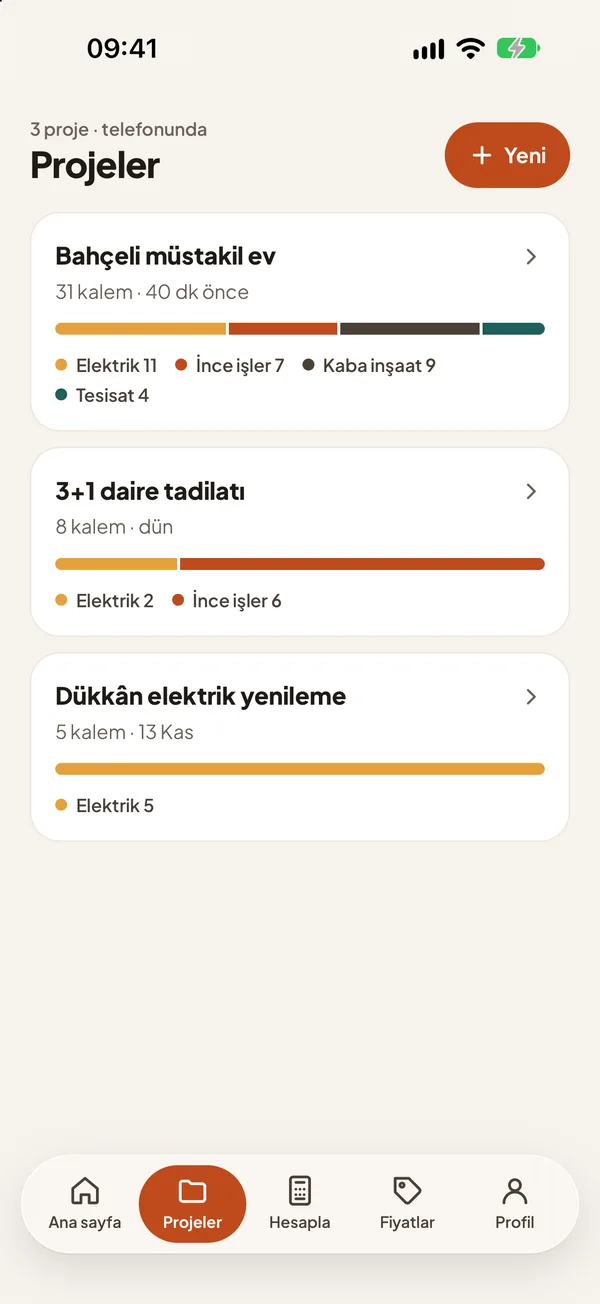 09:41
3 proje · telefonunda
Projeler
Yeni
Bahçeli müstakil ev
31 kalem · 40 dk önce
Elektrik 11 İnce işler 7 Kaba inşaat 9
Tesisat 4
3+1 daire tadilatı
8 kalem · dün
Elektrik 2 İnce işler 6
Dükkân elektrik yenileme
5 kalem · 13 Kas
Elektrik 5
Ana sayfa Projeler Hesapla Fiyatlar Profil